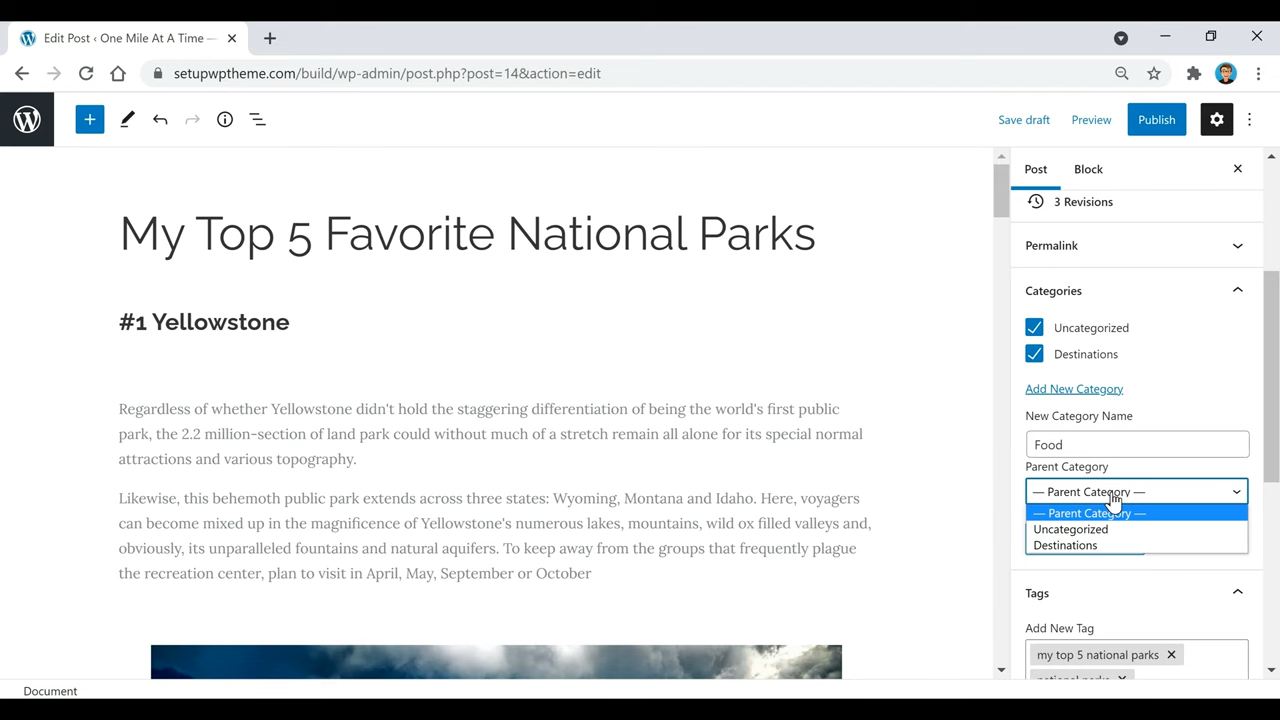 Edit Post ‹ One Mile At A Time —
setupwptheme.com/build/wp-admin/post.php?post=14&action=edit
Save draft
Preview
Publish
Post
Block
3 Revisions
Permalink
Categories
Uncategorized
Destinations
Add New Category
New Category Name
Food
Parent Category
— Parent Category —
— Parent Category —
Uncategorized
Destinations
Tags
Add New Tag
my top 5 national parks
national parks
My Top 5 Favorite National Parks
#1 Yellowstone
Regardless of whether Yellowstone didn't hold the staggering differentiation of being the world's first public
park, the 2.2 million-section of land park could without much of a stretch remain all alone for its special normal
attractions and various topography.
Likewise, this behemoth public park extends across three states: Wyoming, Montana and Idaho. Here, voyagers
can become mixed up in the magnificence of Yellowstone's numerous lakes, mountains, wild ox filled valleys and,
obviously, its unparalleled fountains and natural aquifers. To keep away from the groups that frequently plague
the recreation center, plan to visit in April, May, September or October
Document